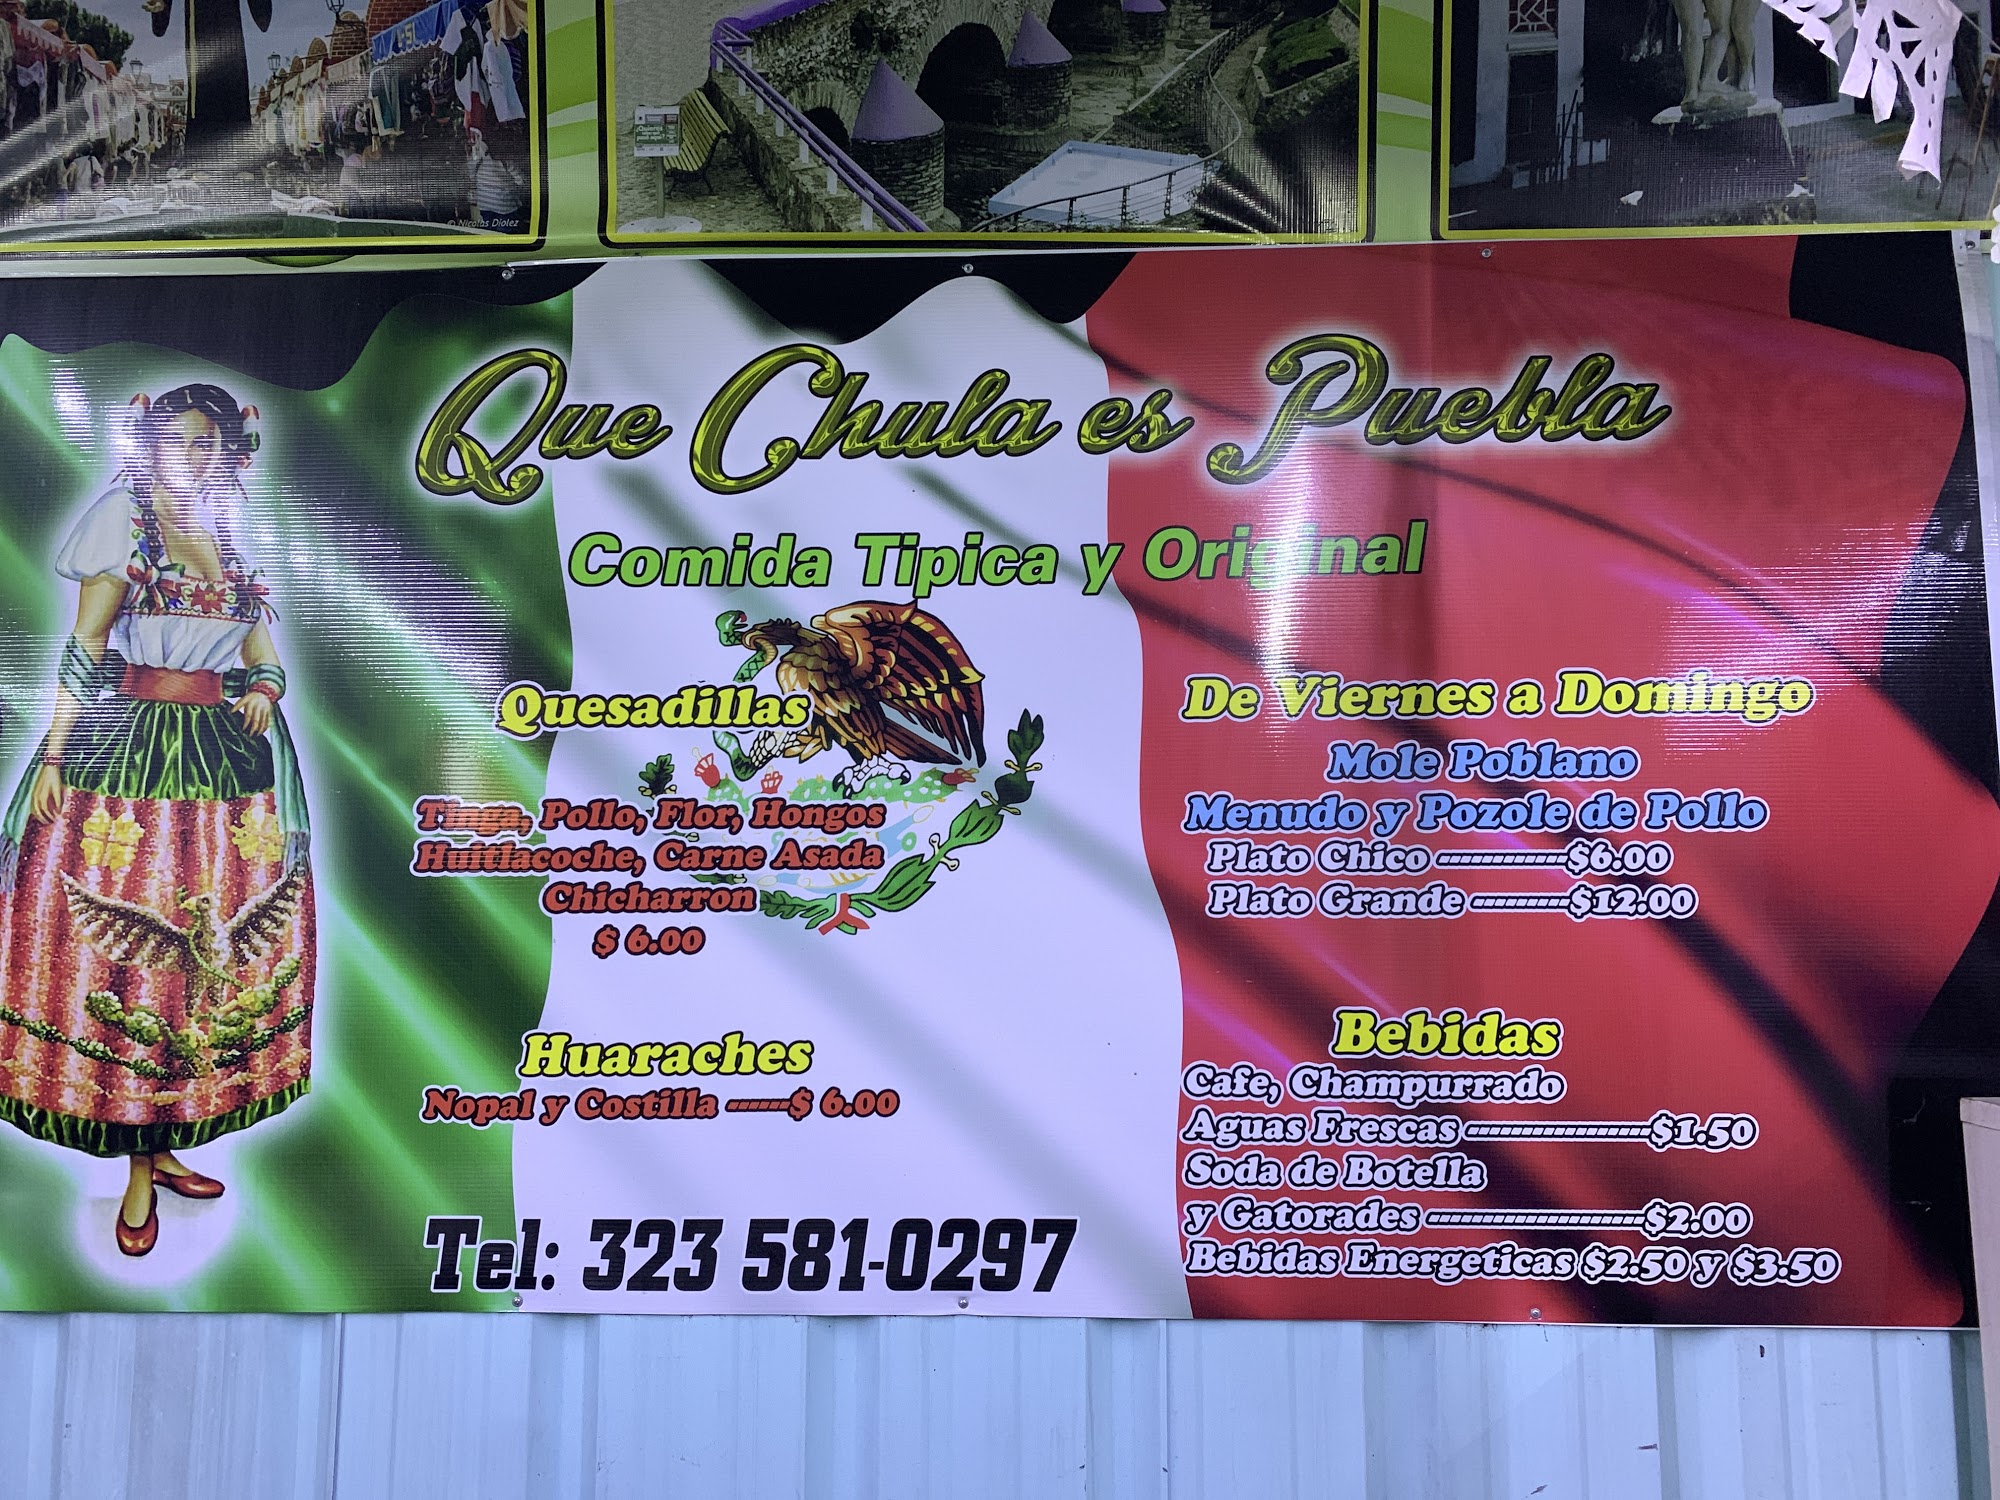 © Nicolas Diolez
Que Chula es Puebla
Comida Tipica y Original
Quesadillas
Tinga, Pollo, Flor, Hongos
Huitlacoche, Carne Asada
Chicharron
$ 6.00
Huaraches
Nopal y Costilla ------$ 6.00
Tel: 323 581-0297
De Viernes a Domingo
Mole Poblano
Menudo y Pozole de Pollo
Plato Chico ------------$6.00
Plato Grande ---------$12.00
Bebidas
Cafe, Champurrado
Aguas Frescas -----------------$1.50
Soda de Botella
y Gatorades --------------------$2.00
Bebidas Energeticas $2.50 y $3.50